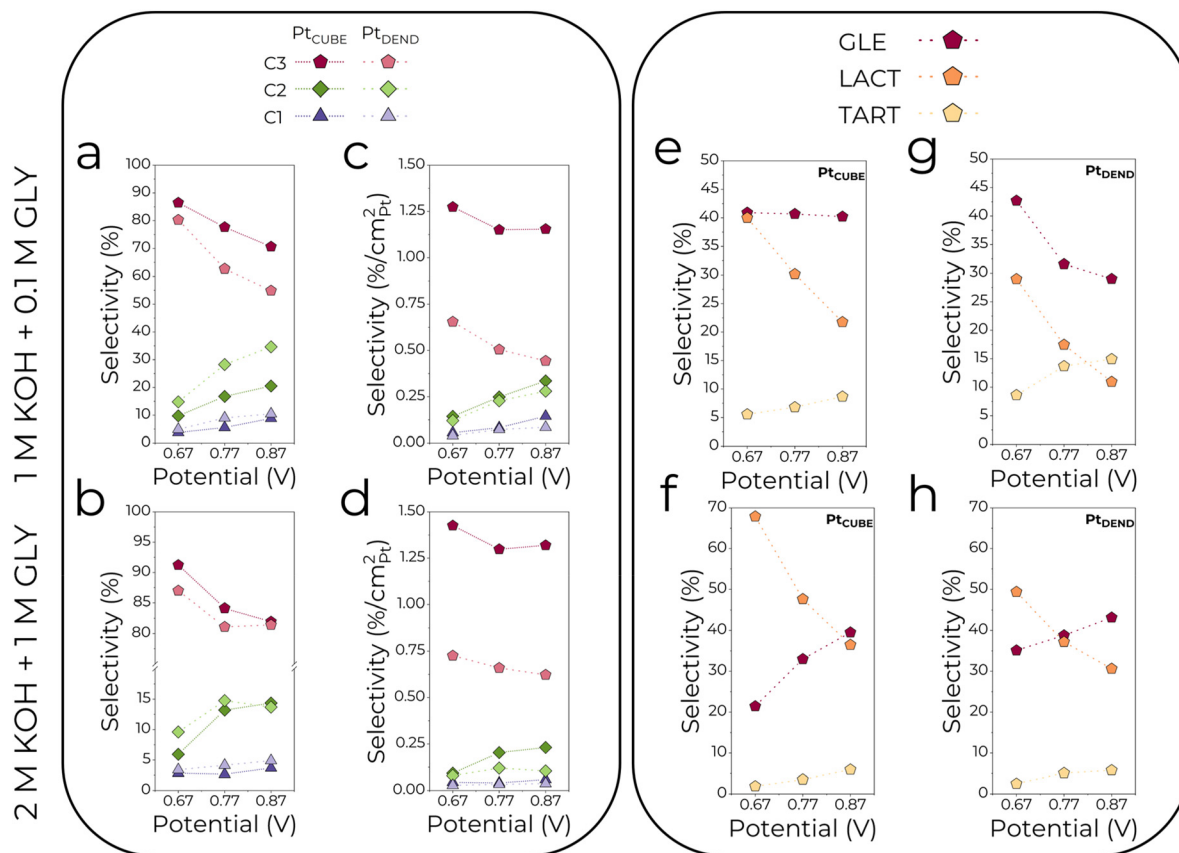 1 M KOH + 0.1 M GLY
2 M KOH + 1 M GLY
Pt_CUBE Pt_DEND
C3
C2
C1
a
100
90
80
70
60
50
40
30
20
10
0
Selectivity (%)
0.67 0.77 0.87
Potential (V)
c
1.50
1.25
1.00
0.75
0.50
0.25
0.00
Selectivity (%/cm²Pt)
0.67 0.77 0.87
Potential (V)
b
100
95
90
85
80
15
10
5
0
Selectivity (%)
0.67 0.77 0.87
Potential (V)
d
1.50
1.25
1.00
0.75
0.50
0.25
0.00
Selectivity (%/cm²Pt)
0.67 0.77 0.87
Potential (V)
GLE
LACT
TART
e
Pt_CUBE
50
45
40
35
30
25
20
15
10
5
0
Selectivity (%)
0.67 0.77 0.87
Potential (V)
g
Pt_DEND
50
45
40
35
30
25
20
15
10
5
0
Selectivity (%)
0.67 0.77 0.87
Potential (V)
f
Pt_CUBE
70
60
50
40
30
20
10
0
Selectivity (%)
0.67 0.77 0.87
Potential (V)
h
Pt_DEND
70
60
50
40
30
20
10
0
Selectivity (%)
0.67 0.77 0.87
Potential (V)